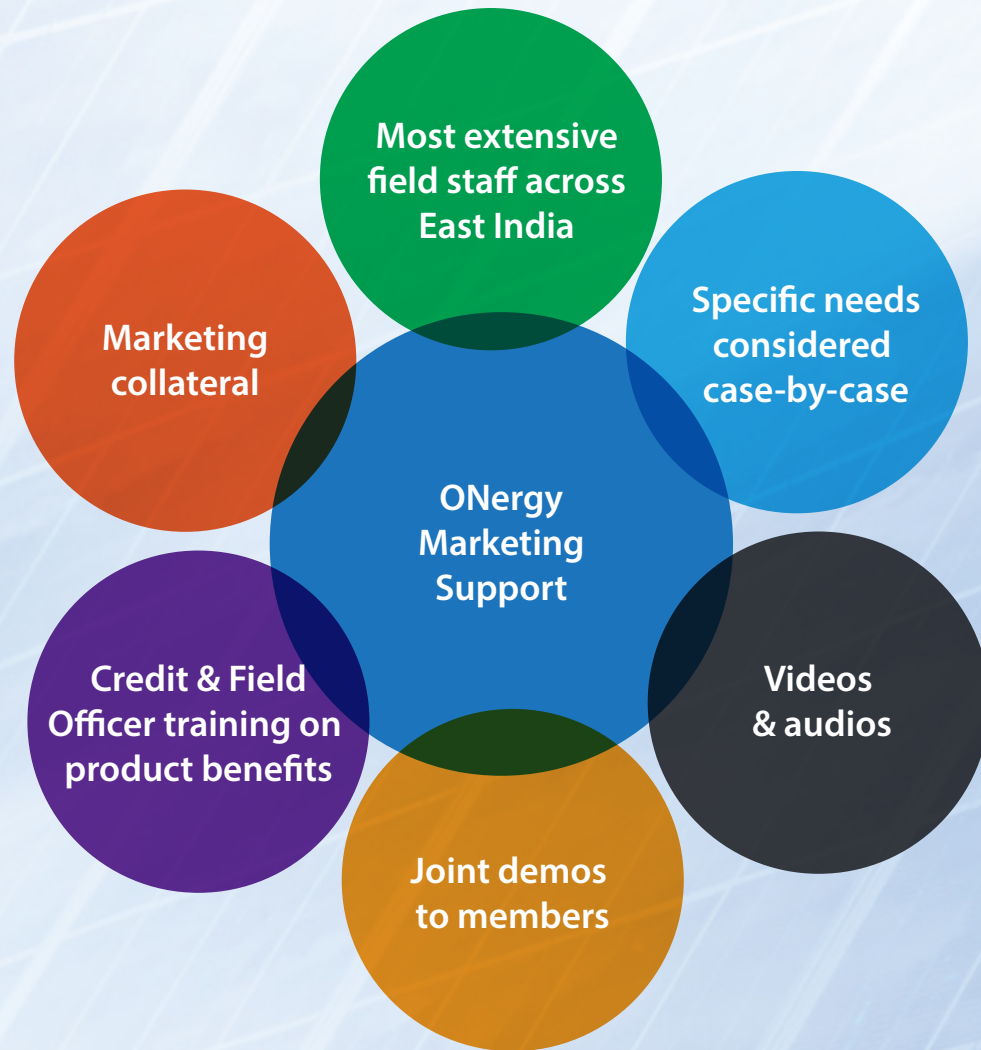 Most extensive
field staff across
East India
Specific needs
considered
case-by-case
Marketing
collateral
ONergy
Marketing
Support
Credit & Field
Officer training on
product benefits
Videos
& audios
Joint demos
to members